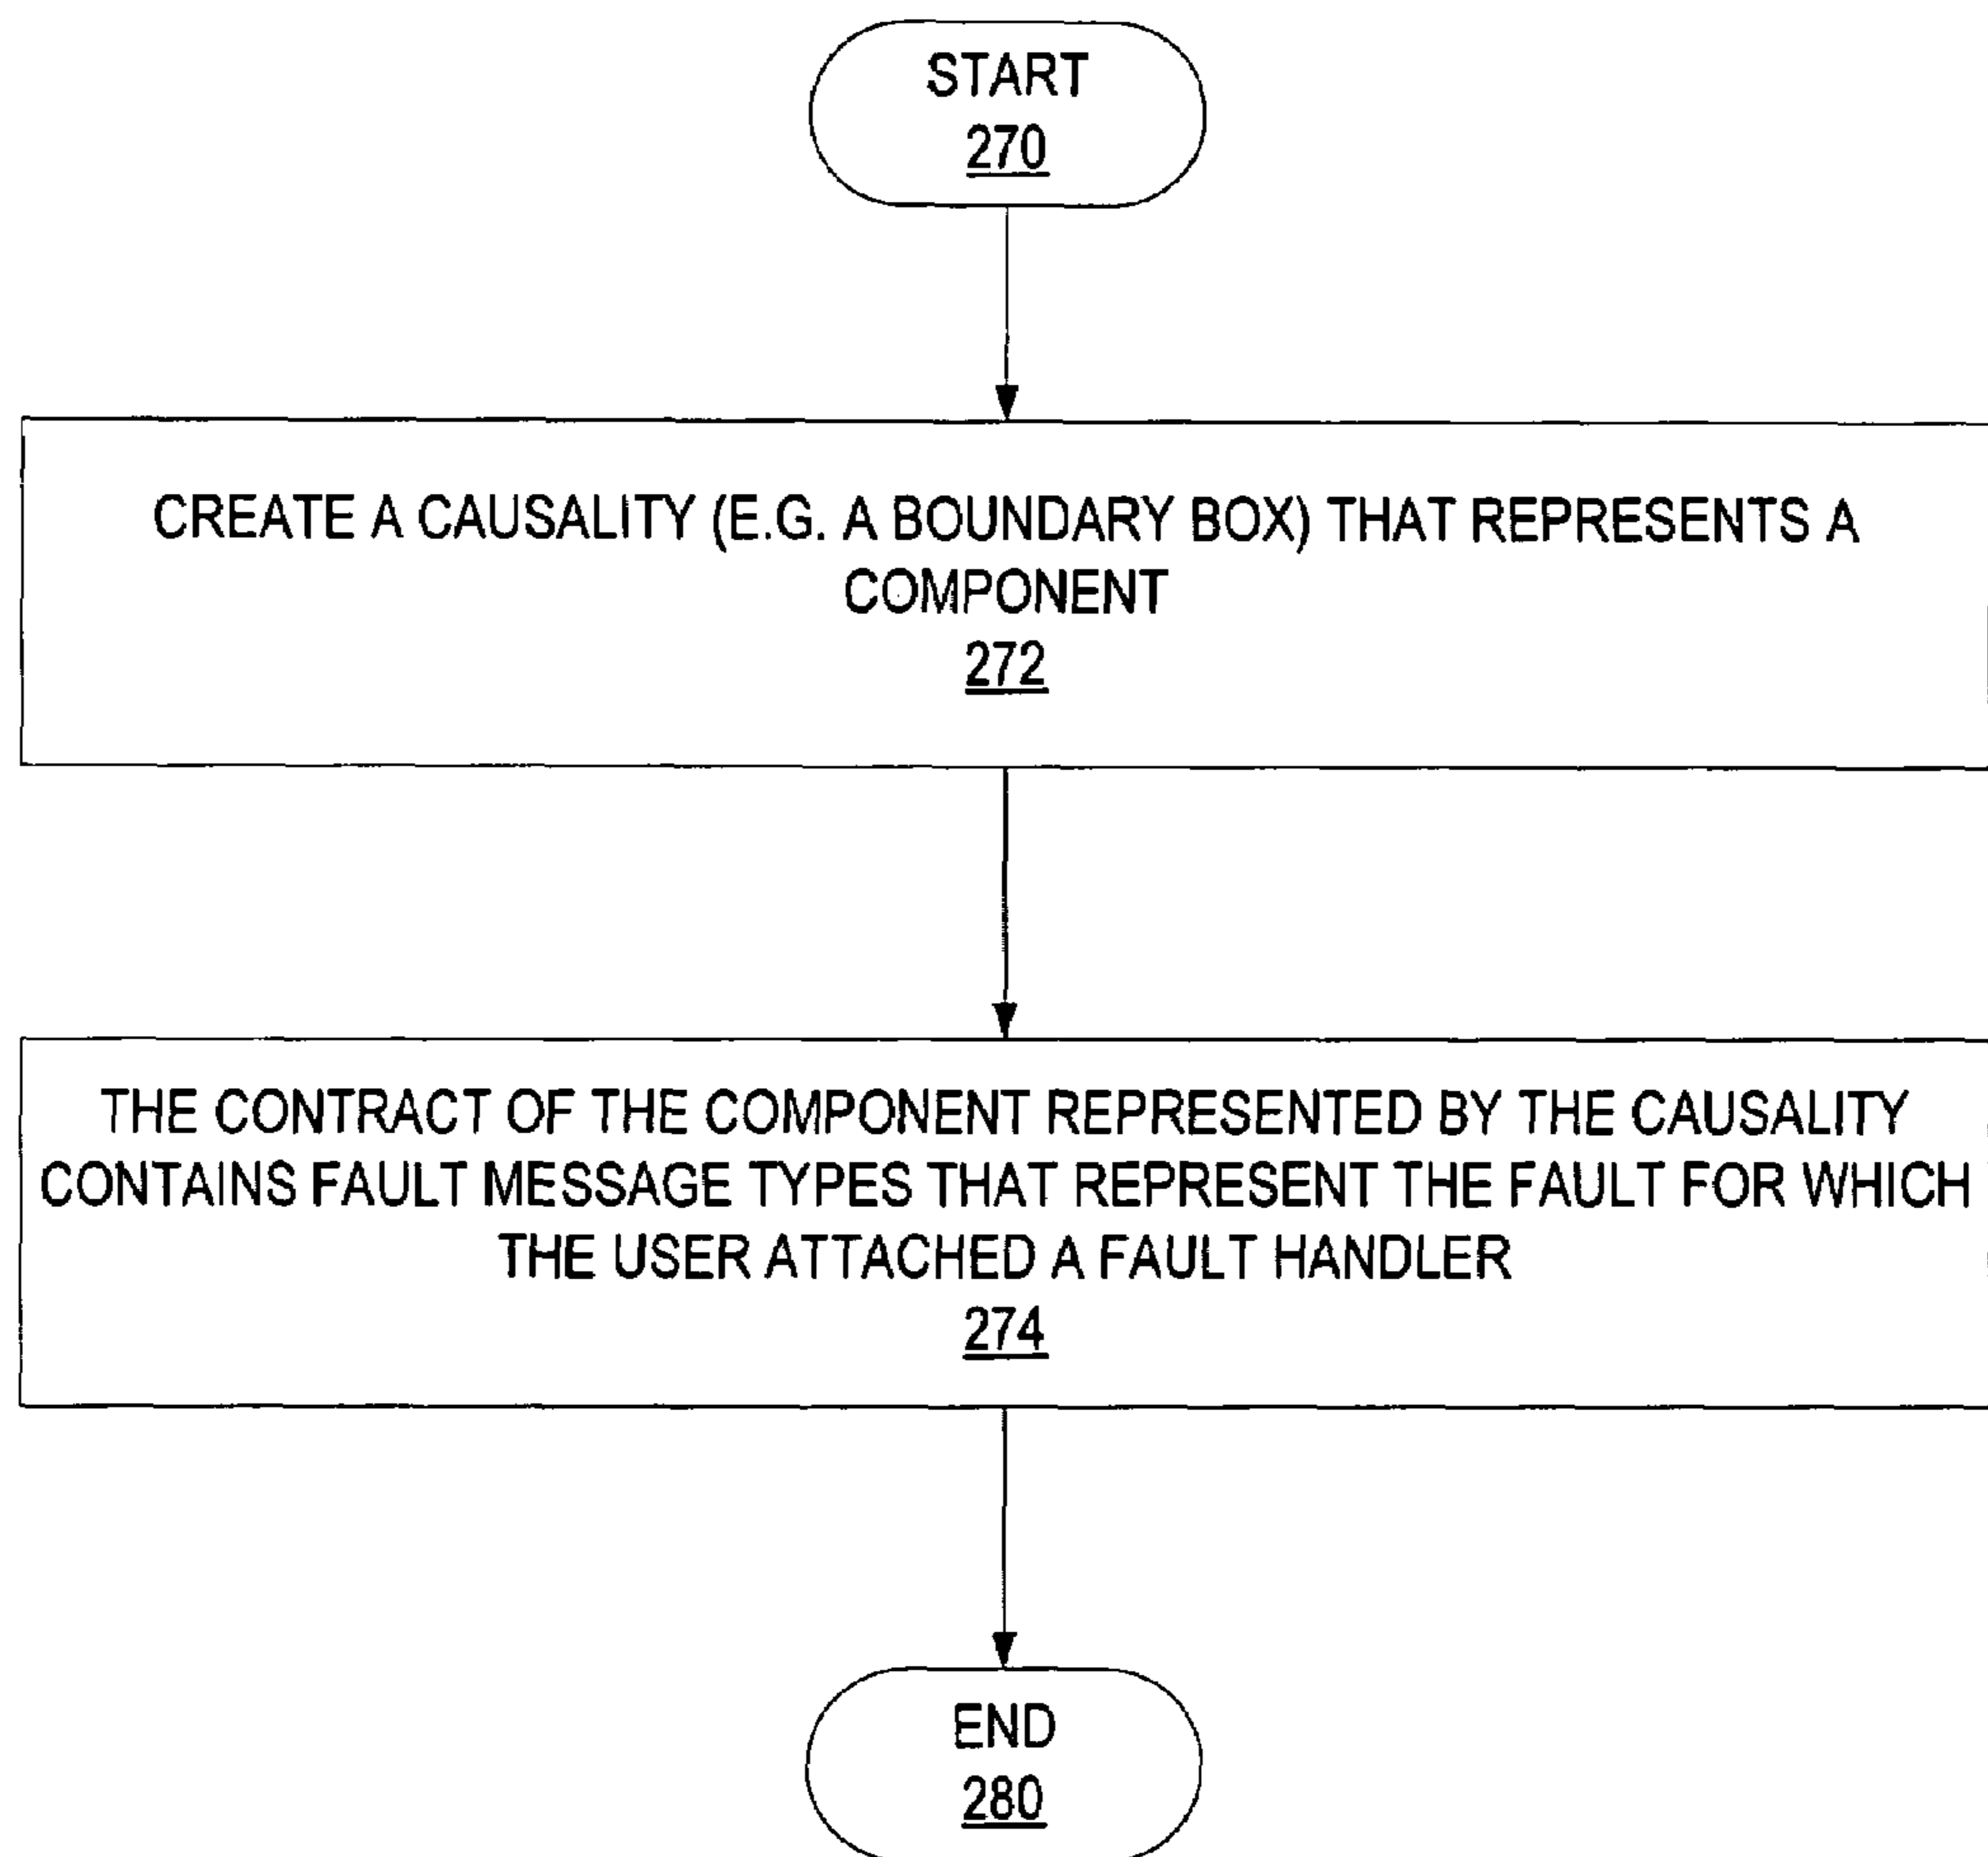 START
270
CREATE A CAUSALITY (E.G. A BOUNDARY BOX) THAT REPRESENTS A
COMPONENT
272
THE CONTRACT OF THE COMPONENT REPRESENTED BY THE CAUSALITY
CONTAINS FAULT MESSAGE TYPES THAT REPRESENT THE FAULT FOR WHICH
THE USER ATTACHED A FAULT HANDLER
274
END
280